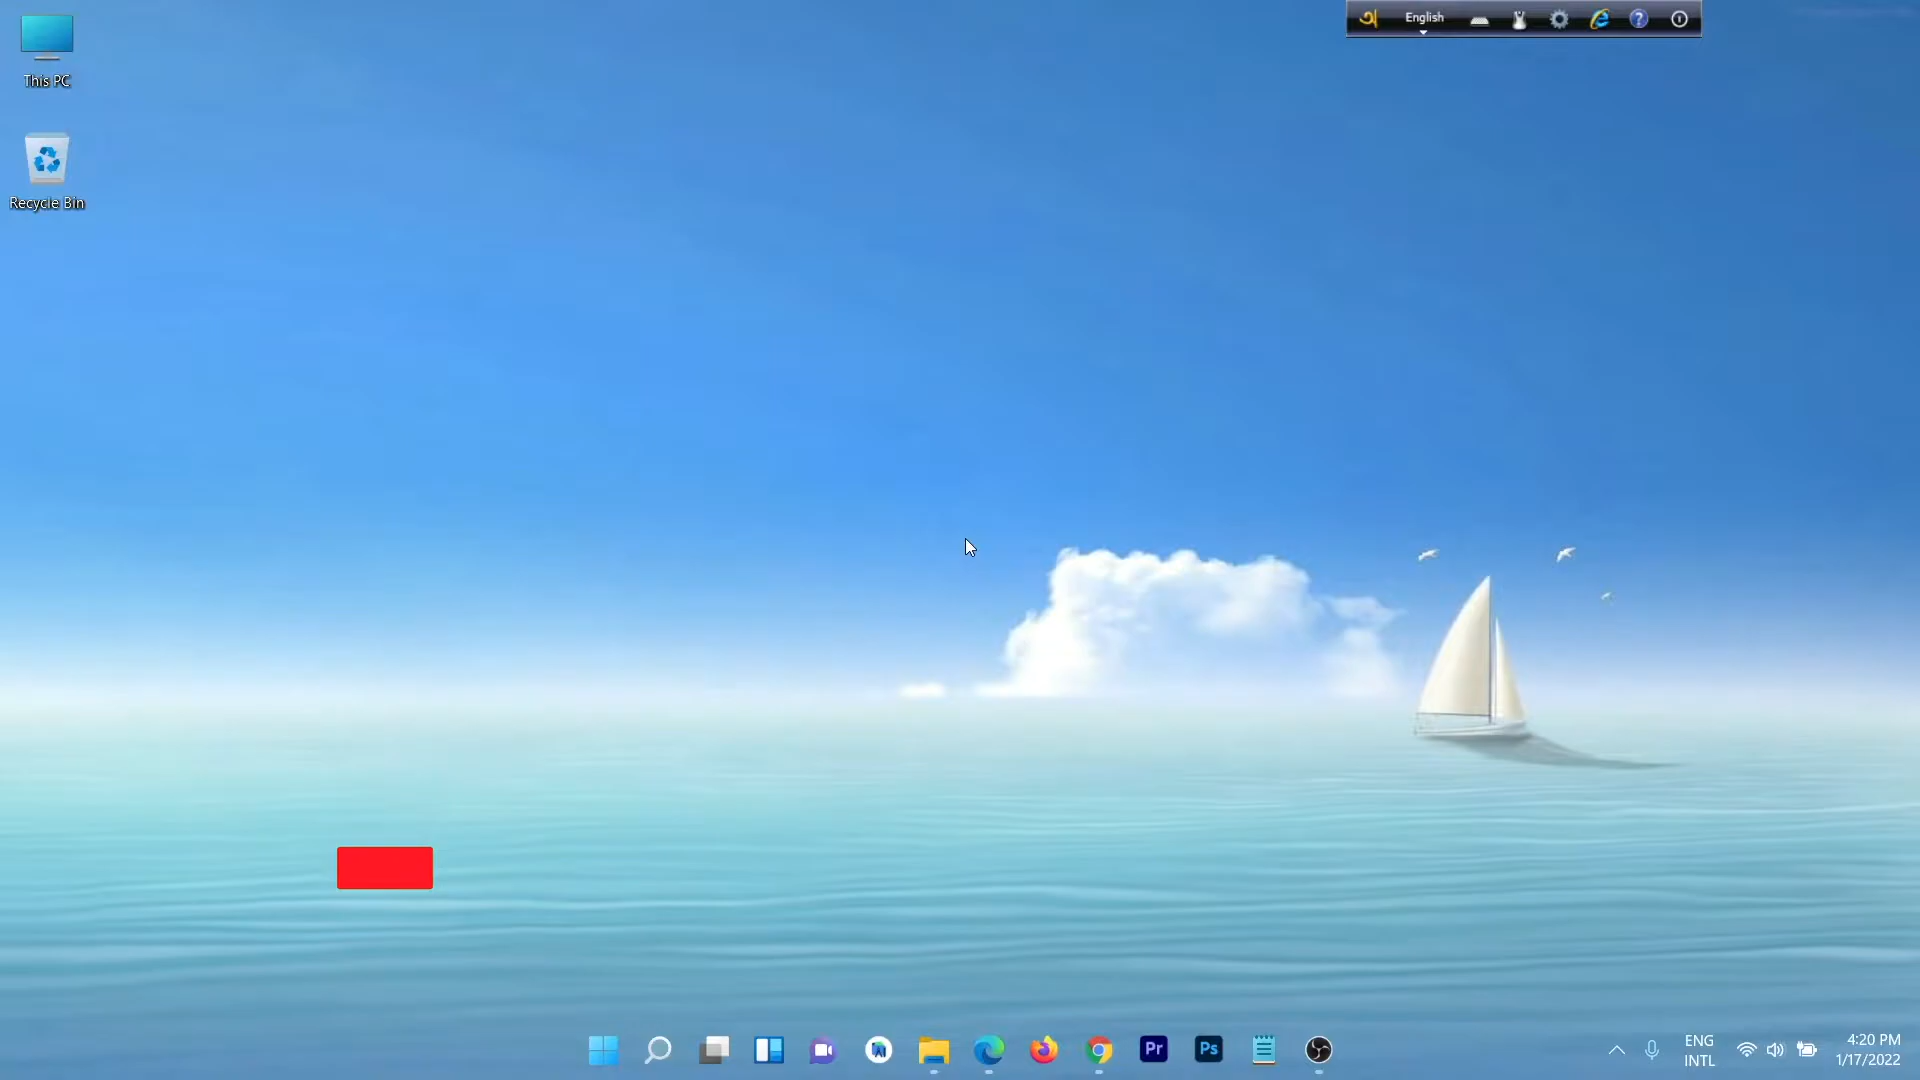 This PC
Recycle Bin
অ English
Pr
Ps
ENG
INTL
4:20 PM
1/17/2022